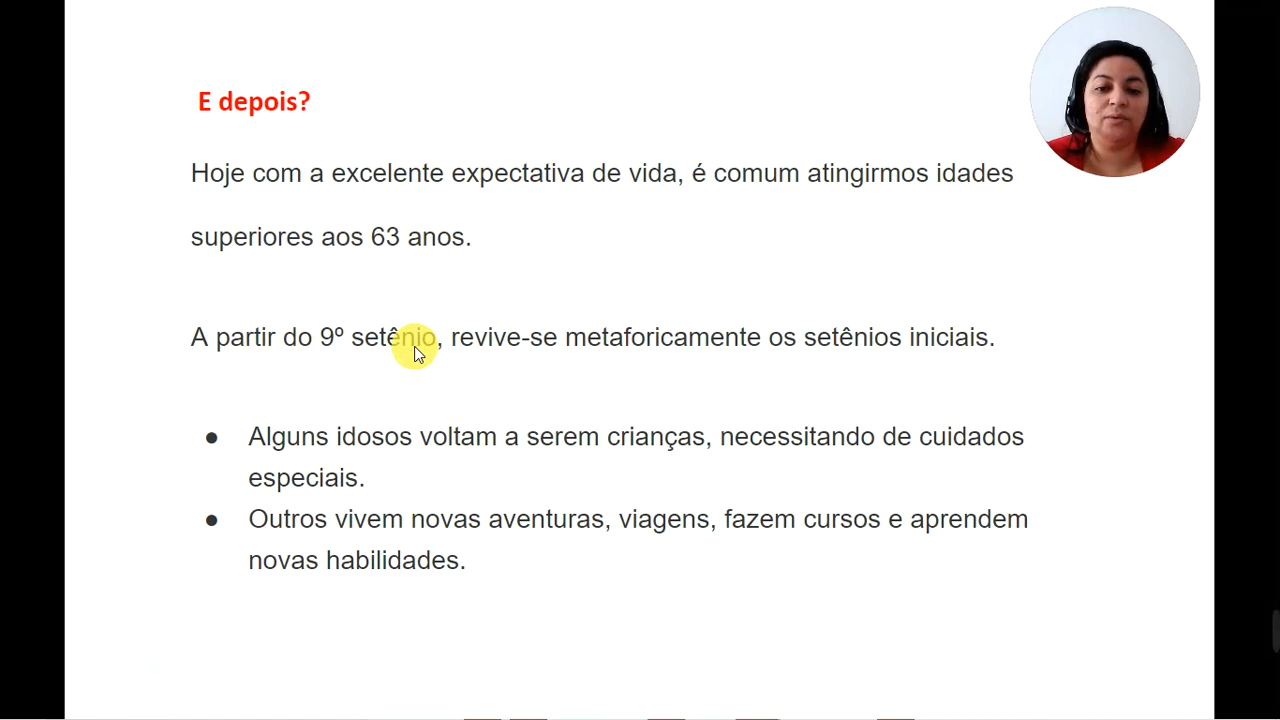 E depois?
Hoje com a excelente expectativa de vida, é comum atingirmos idades
superiores aos 63 anos.
A partir do 9º setênio, revive-se metaforicamente os setênios iniciais.
● Alguns idosos voltam a serem crianças, necessitando de cuidados
especiais.
● Outros vivem novas aventuras, viagens, fazem cursos e aprendem
novas habilidades.